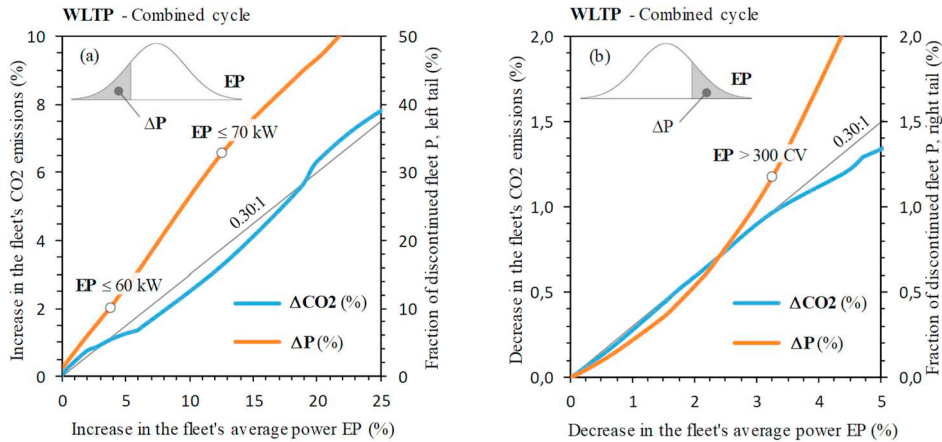 WLTP - Combined cycle
(a)
EP
ΔP
EP ≤ 70 kW
0.30:1
EP ≤ 60 kW
ΔCO2 (%)
ΔP (%)
10
8
6
4
2
0
50
40
30
20
10
0
0 5 10 15 20 25
Increase in the fleet's CO2 emissions (%)
Fraction of discontinued fleet P, left tail (%)
Increase in the fleet's average power EP (%)
WLTP - Combined cycle
(b)
EP
ΔP
0.30:1
EP > 300 CV
ΔCO2 (%)
ΔP (%)
2,0
1,5
1,0
0,5
0,0
2,0
1,5
1,0
0,5
0,0
0 1 2 3 4 5
Decrease in the fleet's CO2 emissions (%)
Fraction of discontinued fleet P, right tail (%)
Decrease in the fleet's average power EP (%)